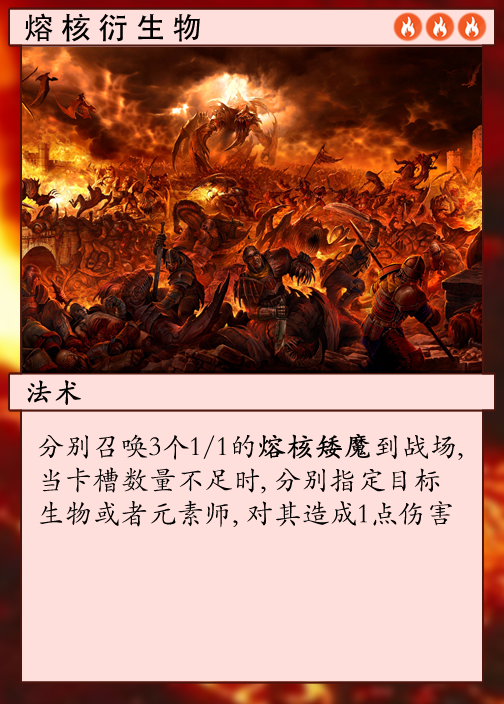 熔核衍生物
法术
分别召唤3个1/1的熔核矮魔到战场,
当卡槽数量不足时,分别指定目标
生物或者元素师,对其造成1点伤害